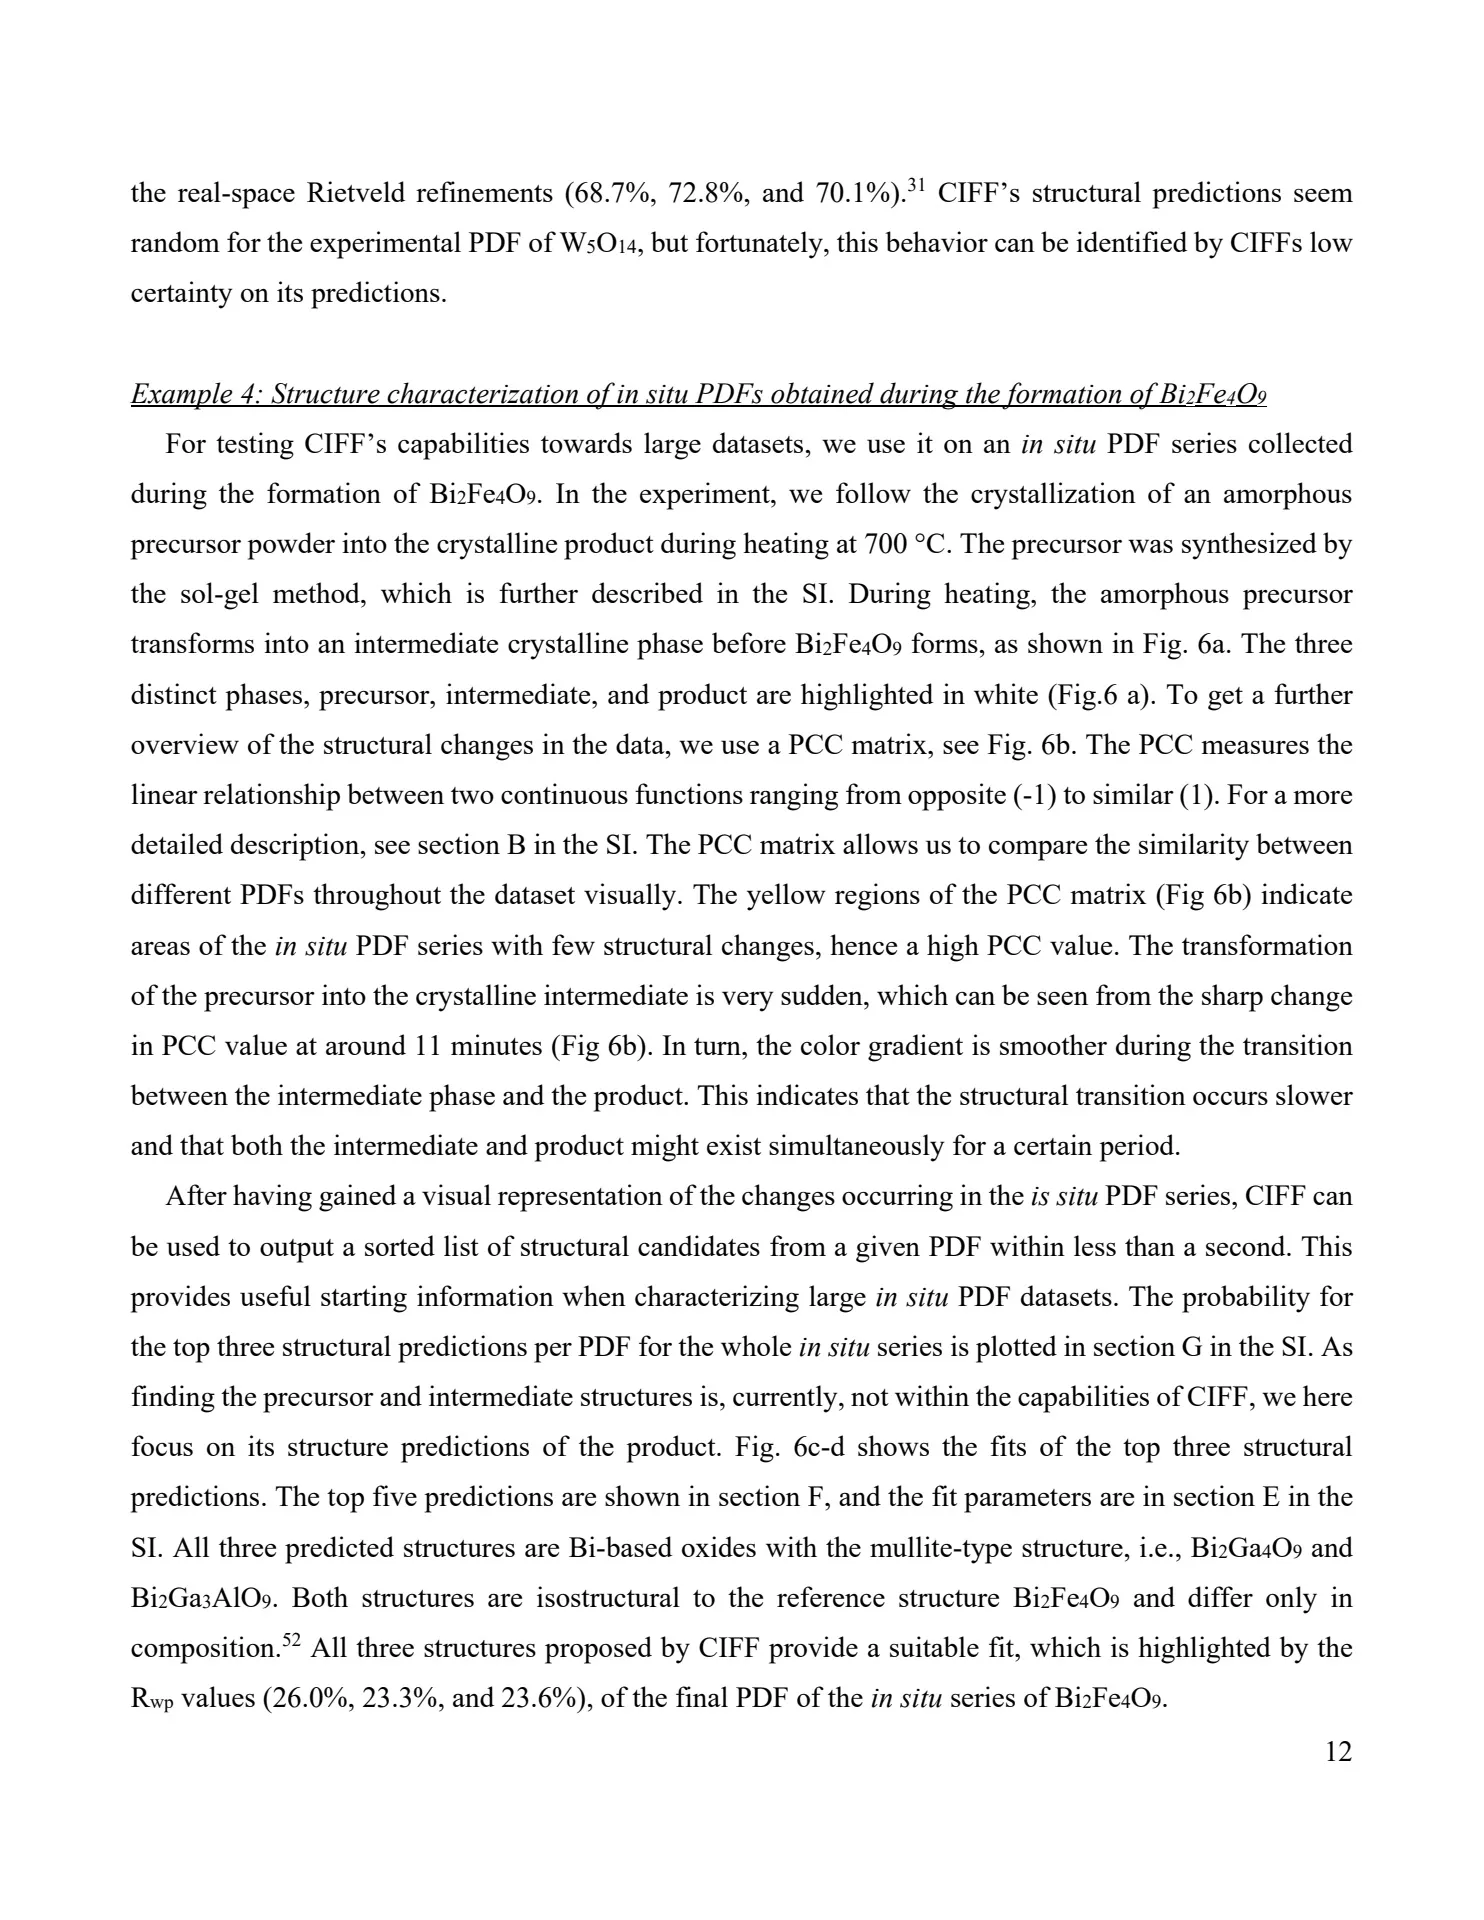 the real-space Rietveld refinements (68.7%, 72.8%, and 70.1%).31 CIFF’s structural predictions seem
random for the experimental PDF of W5O14, but fortunately, this behavior can be identified by CIFFs low
certainty on its predictions.
Example 4: Structure characterization of in situ PDFs obtained during the formation of Bi2Fe4O9
For testing CIFF’s capabilities towards large datasets, we use it on an in situ PDF series collected
during the formation of Bi2Fe4O9. In the experiment, we follow the crystallization of an amorphous
precursor powder into the crystalline product during heating at 700 °C. The precursor was synthesized by
the sol-gel method, which is further described in the SI. During heating, the amorphous precursor
transforms into an intermediate crystalline phase before Bi2Fe4O9 forms, as shown in Fig. 6a. The three
distinct phases, precursor, intermediate, and product are highlighted in white (Fig.6 a). To get a further
overview of the structural changes in the data, we use a PCC matrix, see Fig. 6b. The PCC measures the
linear relationship between two continuous functions ranging from opposite (-1) to similar (1). For a more
detailed description, see section B in the SI. The PCC matrix allows us to compare the similarity between
different PDFs throughout the dataset visually. The yellow regions of the PCC matrix (Fig 6b) indicate
areas of the in situ PDF series with few structural changes, hence a high PCC value. The transformation
of the precursor into the crystalline intermediate is very sudden, which can be seen from the sharp change
in PCC value at around 11 minutes (Fig 6b). In turn, the color gradient is smoother during the transition
between the intermediate phase and the product. This indicates that the structural transition occurs slower
and that both the intermediate and product might exist simultaneously for a certain period.
After having gained a visual representation of the changes occurring in the is situ PDF series, CIFF can
be used to output a sorted list of structural candidates from a given PDF within less than a second. This
provides useful starting information when characterizing large in situ PDF datasets. The probability for
the top three structural predictions per PDF for the whole in situ series is plotted in section G in the SI. As
finding the precursor and intermediate structures is, currently, not within the capabilities of CIFF, we here
focus on its structure predictions of the product. Fig. 6c-d shows the fits of the top three structural
predictions. The top five predictions are shown in section F, and the fit parameters are in section E in the
SI. All three predicted structures are Bi-based oxides with the mullite-type structure, i.e., Bi2Ga4O9 and
Bi2Ga3AlO9. Both structures are isostructural to the reference structure Bi2Fe4O9 and differ only in
composition.52 All three structures proposed by CIFF provide a suitable fit, which is highlighted by the
Rwp values (26.0%, 23.3%, and 23.6%), of the final PDF of the in situ series of Bi2Fe4O9.
12